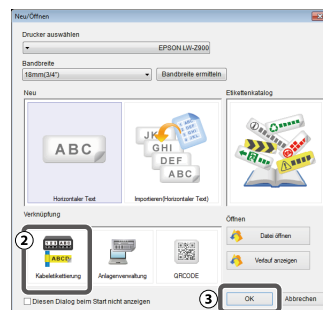 Neu/Öffnen
Drucker auswählen
EPSON LW-Z900
Bandbreite
18mm(3/4")
Bandbreite ermitteln
Neu
Etikettenkatalog
ABC
JK
GHI
DEF
ABC
Horizontaler Text
Importieren(Horizontaler Text)
Verknüpfung
Öffnen
2
ABCD
Kabeletikettierung
Anlagenverwaltung
QRCODE
Datei öffnen
Verlauf anzeigen
Diesen Dialog beim Start nicht anzeigen
3
OK
Abbrechen